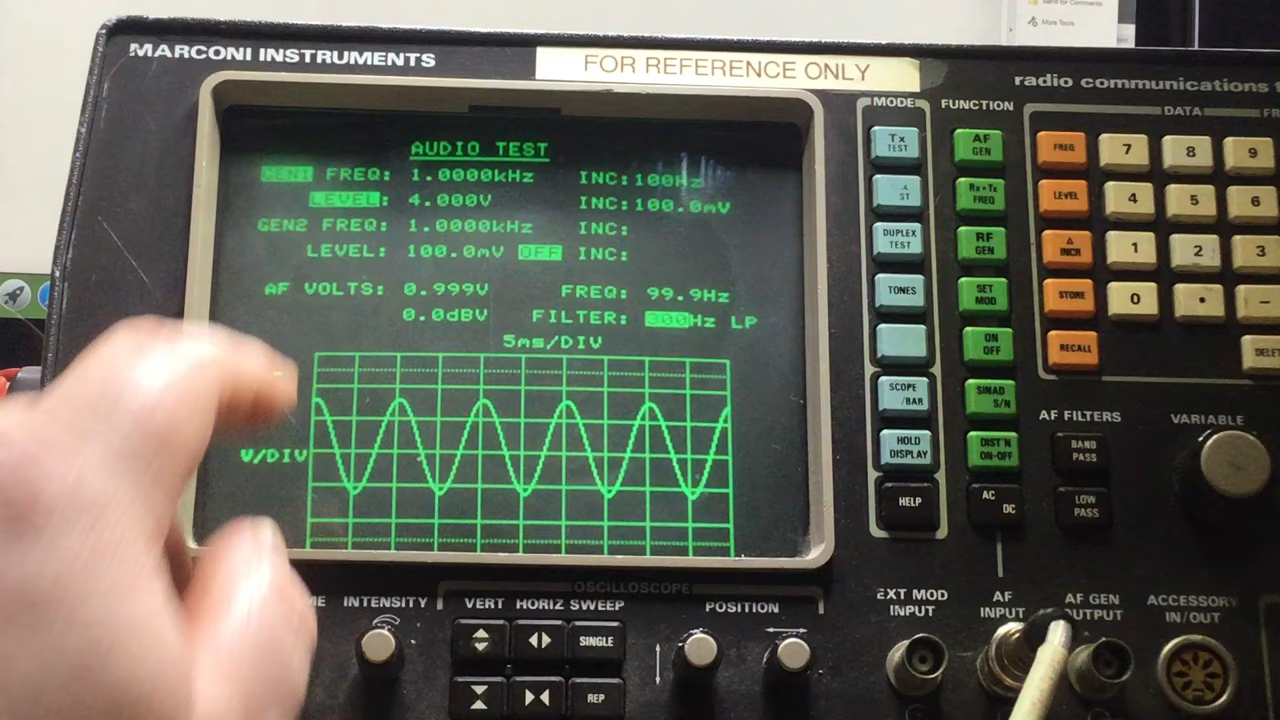 Send for Comments
More Tools
MARCONI INSTRUMENTS
FOR REFERENCE ONLY
radio communications
AUDIO TEST
GEN1 FREQ: 1.0000kHz INC:100Hz
LEVEL: 4.000V INC:100.0mV
GEN2 FREQ: 1.0000kHz INC:
LEVEL: 100.0mV OFF INC:
AF VOLTS: 0.999V FREQ: 99.9Hz
0.0dBV FILTER: 300Hz LP
5ms/DIV
V/DIV
MODE
Tx TEST
ST
DUPLEX TEST
TONES
SCOPE /BAR
HOLD DISPLAY
HELP
FUNCTION
AF GEN
Rx•Tx FREQ
RF GEN
SET MOD
ON OFF
SINAD S/N
DIST'N ON-OFF
AC DC
DATA
FREQ 7 8 9
LEVEL 4 5 6
Δ INCR 1 2 3
STORE 0 • −
RECALL
AF FILTERS
BAND PASS
LOW PASS
VARIABLE
OSCILLOSCOPE
INTENSITY
VERT HORIZ SWEEP
SINGLE
REP
POSITION
EXT MOD INPUT
AF INPUT
AF GEN OUTPUT
ACCESSORY IN/OUT